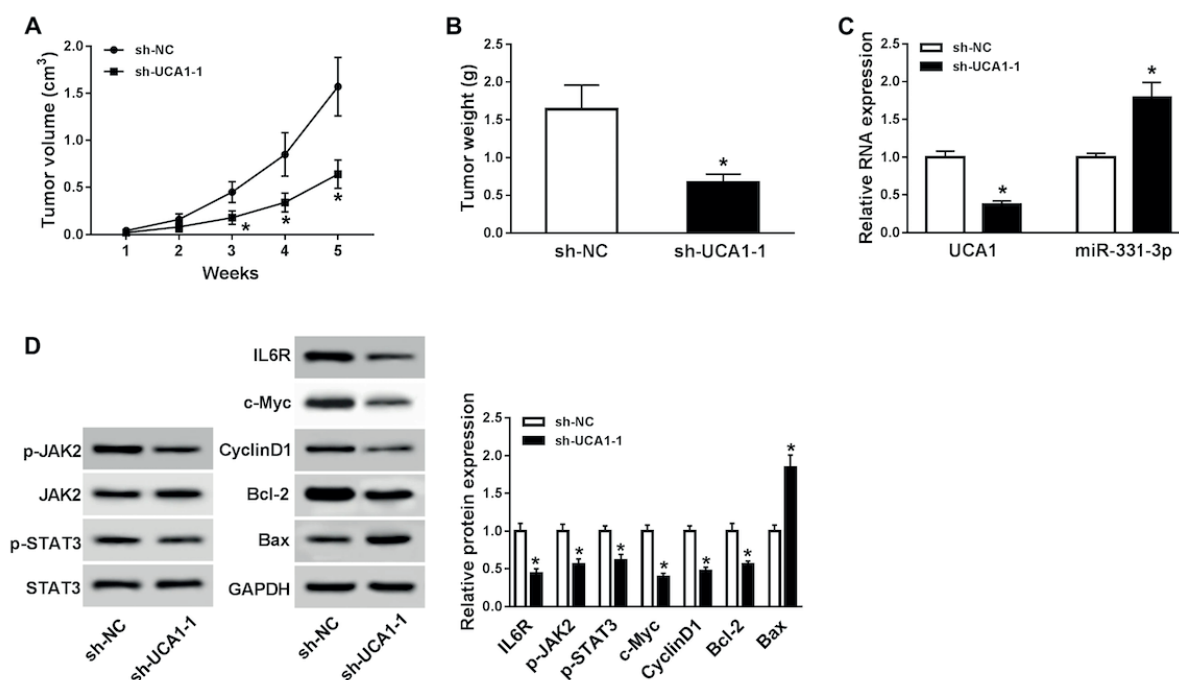 A
sh-NC
sh-UCA1-1
Tumor volume (cm³)
2.0
1.5
1.0
0.5
0.0
* * *
1 2 3 4 5
Weeks
B
Tumor weight (g)
2.5
2.0
1.5
1.0
0.5
0.0
*
sh-NC sh-UCA1-1
C
sh-NC
sh-UCA1-1
Relative RNA expression
2.5
2.0
1.5
1.0
0.5
0.0
* *
UCA1 miR-331-3p
D
p-JAK2
JAK2
p-STAT3
STAT3
sh-NC sh-UCA1-1
IL6R
c-Myc
CyclinD1
Bcl-2
Bax
GAPDH
sh-NC sh-UCA1-1
sh-NC
sh-UCA1-1
Relative protein expression
2.5
2.0
1.5
1.0
0.5
0.0
* * * * * * *
IL6R p-JAK2 p-STAT3 c-Myc CyclinD1 Bcl-2 Bax